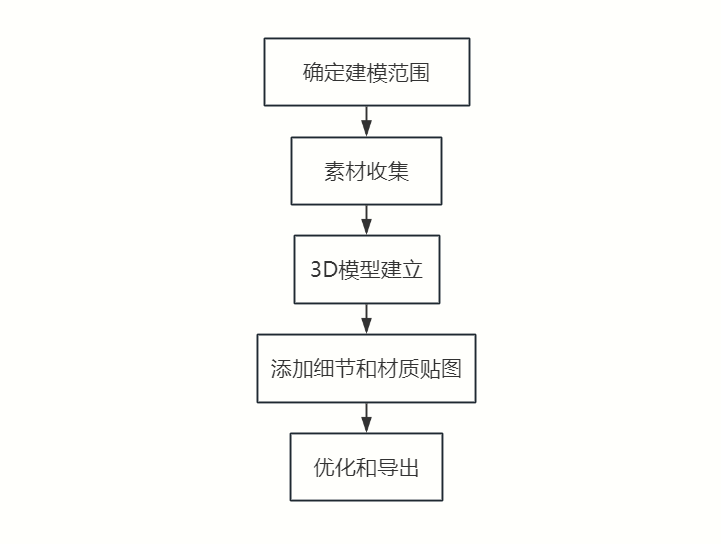 确定建模范围
素材收集
3D模型建立
添加细节和材质贴图
优化和导出